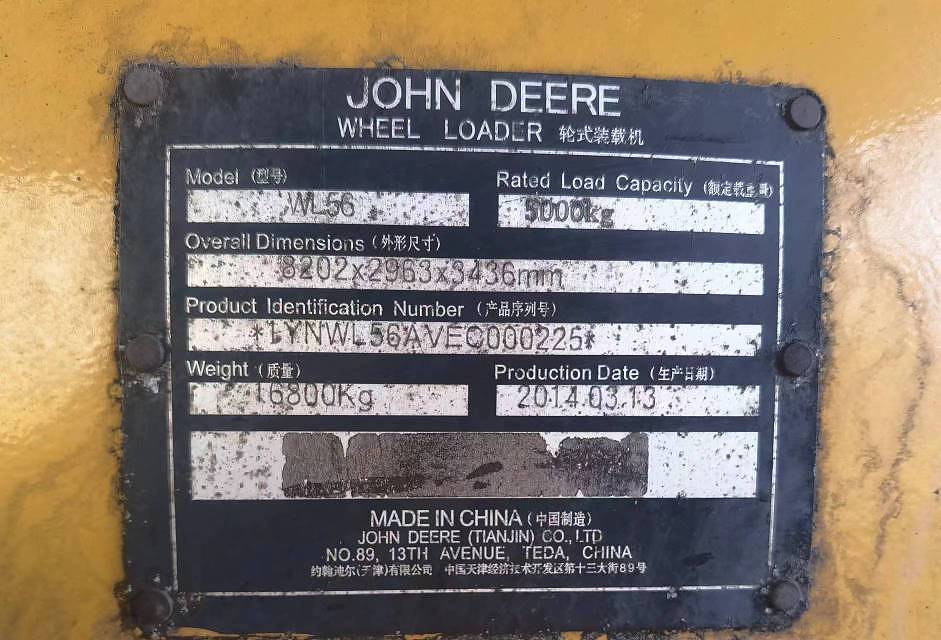 JOHN DEERE
WHEEL LOADER 轮式装载机
Model (型号)
WL56
Rated Load Capacity (额定载重量)
5000kg
Overall Dimensions (外形尺寸)
8202x2963x3436mm
Product Identification Number (产品序列号)
*LYNWL56AVEC000225*
Weight (质量)
16800Kg
Production Date (生产日期)
2014.03.13
MADE IN CHINA (中国制造)
JOHN DEERE (TIANJIN) CO., LTD
NO.89, 13TH AVENUE, TEDA, CHINA
约翰迪尔(天津)有限公司 中国天津经济技术开发区第十三大街89号